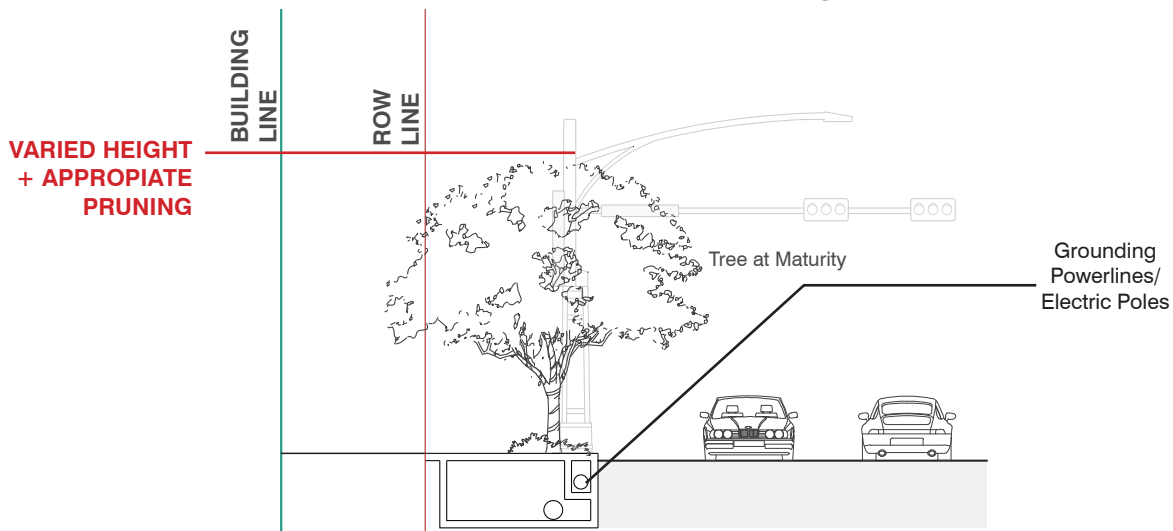 BUILDING
LINE
ROW
LINE
VARIED HEIGHT
+ APPROPIATE
PRUNING
Tree at Maturity
Grounding
Powerlines/
Electric Poles